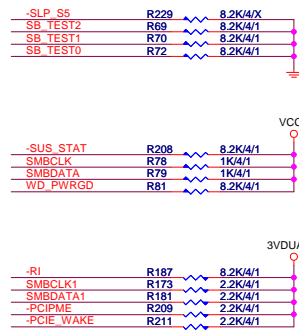 -SLP_S5 R229 8.2K/4/X
SB_TEST2 R69 8.2K/4/1
SB_TEST1 R70 8.2K/4/1
SB_TEST0 R72 8.2K/4/1
VCC
-SUS_STAT R208 8.2K/4/1
SMBCLK R78 1K/4/1
SMBDATA R79 1K/4/1
WD_PWRGD R81 8.2K/4/1
3VDUA
-RI R187 8.2K/4/1
SMBCLK1 R173 2.2K/4/1
SMBDATA1 R181 2.2K/4/1
-PCIPME R209 2.2K/4/1
-PCIE_WAKE R211 2.2K/4/1